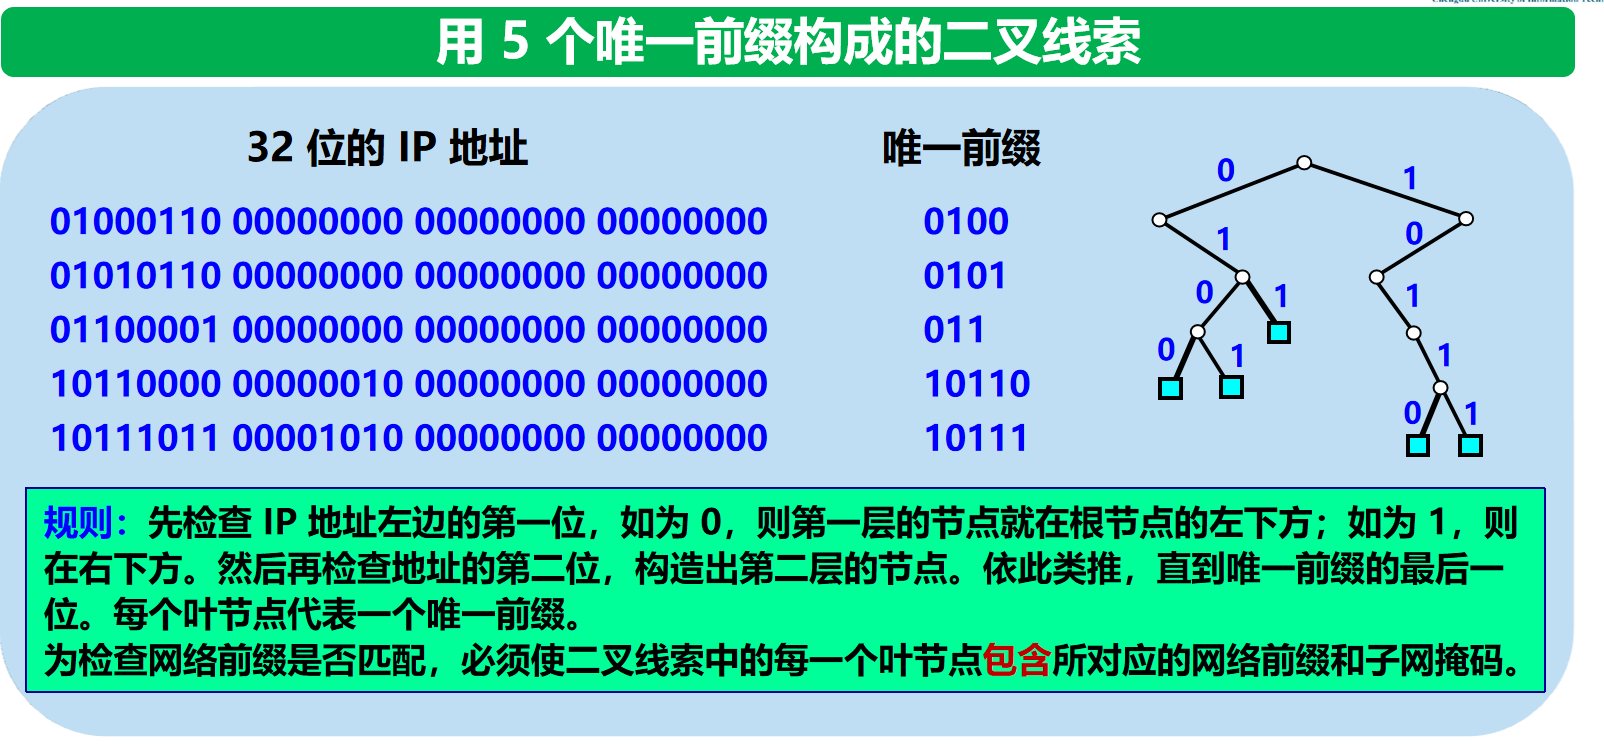 用 5 个唯一前缀构成的二叉线索
32 位的 IP 地址
唯一前缀
01000110 00000000 00000000 00000000
0100
01010110 00000000 00000000 00000000
0101
01100001 00000000 00000000 00000000
011
10110000 00000010 00000000 00000000
10110
10111011 00001010 00000000 00000000
10111
0
1
1
0
0
1
1
0
1
1
0
1
规则：先检查 IP 地址左边的第一位，如为 0，则第一层的节点就在根节点的左下方；如为 1，则
在右下方。然后再检查地址的第二位，构造出第二层的节点。依此类推，直到唯一前缀的最后一
位。每个叶节点代表一个唯一前缀。
为检查网络前缀是否匹配，必须使二叉线索中的每一个叶节点包含所对应的网络前缀和子网掩码。